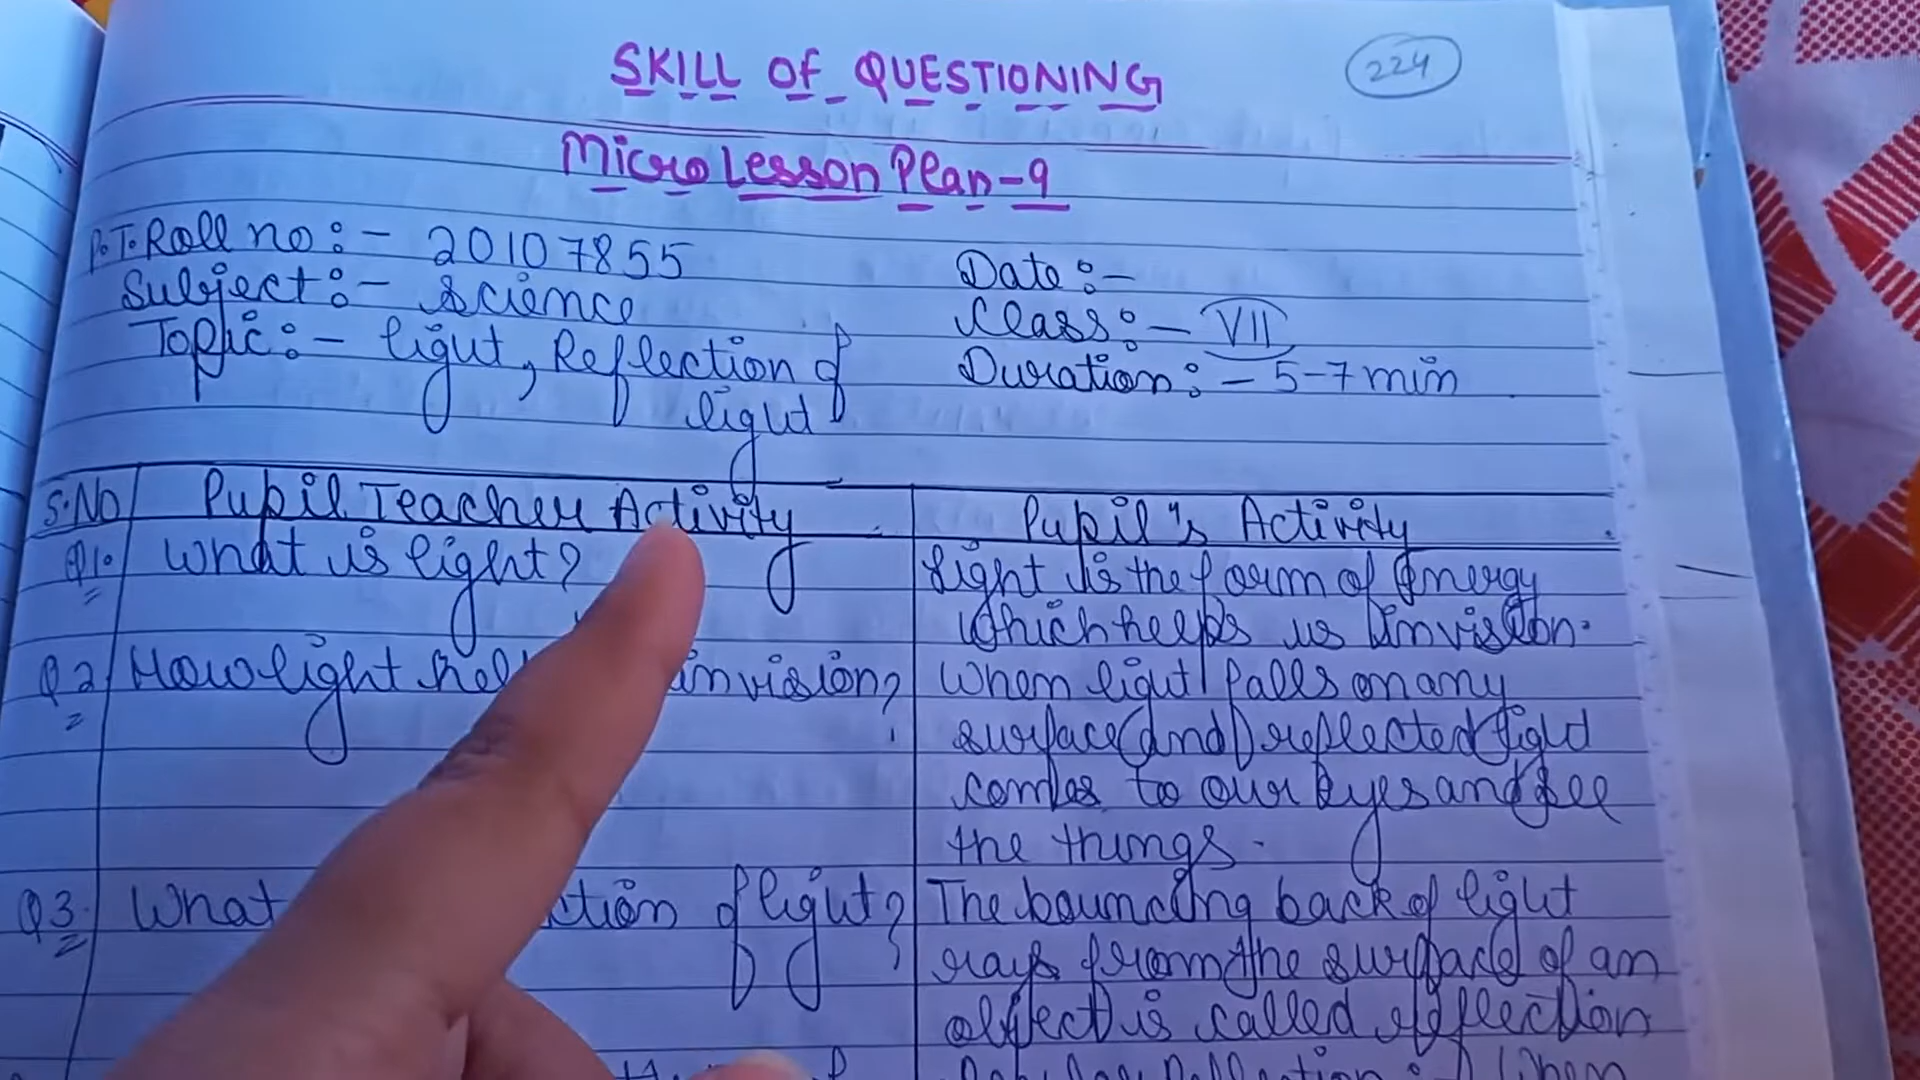 SKILL OF QUESTIONING
224
Micro Lesson Plan-9
P.T. Roll no:- 20107855
Date:-
Subject:- Science
Class:- VII
Topic:- light, Reflection of
light
Duration:- 5-7 min
S.No Pupil Teacher Activity Pupil's Activity
Q1. What is light? Light is the form of Energy
which helps us in vision.
Q2 How light in vision? When light falls on any
surface and reflected light
comes to our Eyes and see
the things.
Q3. What of light? The bouncing back of light
rays from the surface of an
object is called reflection
Reflection: When